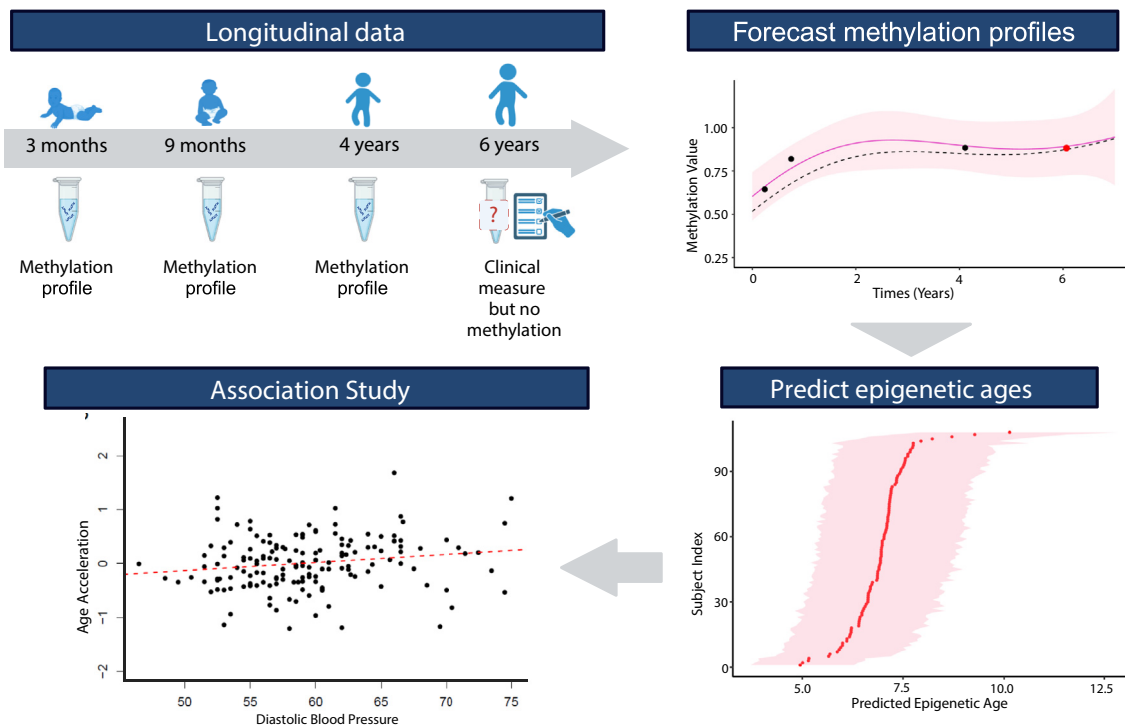 Longitudinal data
3 months
9 months
4 years
6 years
?
Methylation
profile
Methylation
profile
Methylation
profile
Clinical
measure
but no
methylation
Forecast methylation profiles
Methylation Value
1.00
0.75
0.50
0.25
0
2
4
6
Times (Years)
Predict epigenetic ages
Subject Index
90
60
30
0
5.0
7.5
10.0
12.5
Predicted Epigenetic Age
Association Study
Age Acceleration
2
1
0
-1
-2
50
55
60
65
70
75
Diastolic Blood Pressure